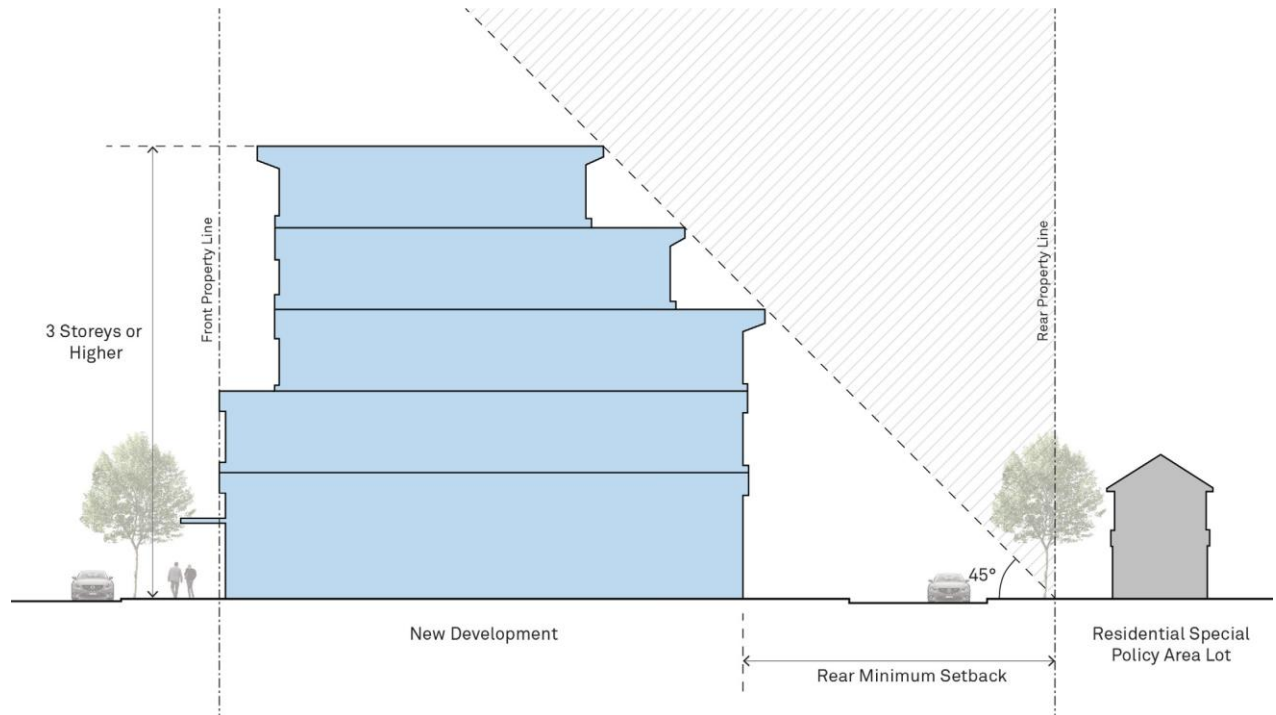 Front Property Line
Rear Property Line
3 Storeys or
Higher
45°
New Development
Rear Minimum Setback
Residential Special
Policy Area Lot